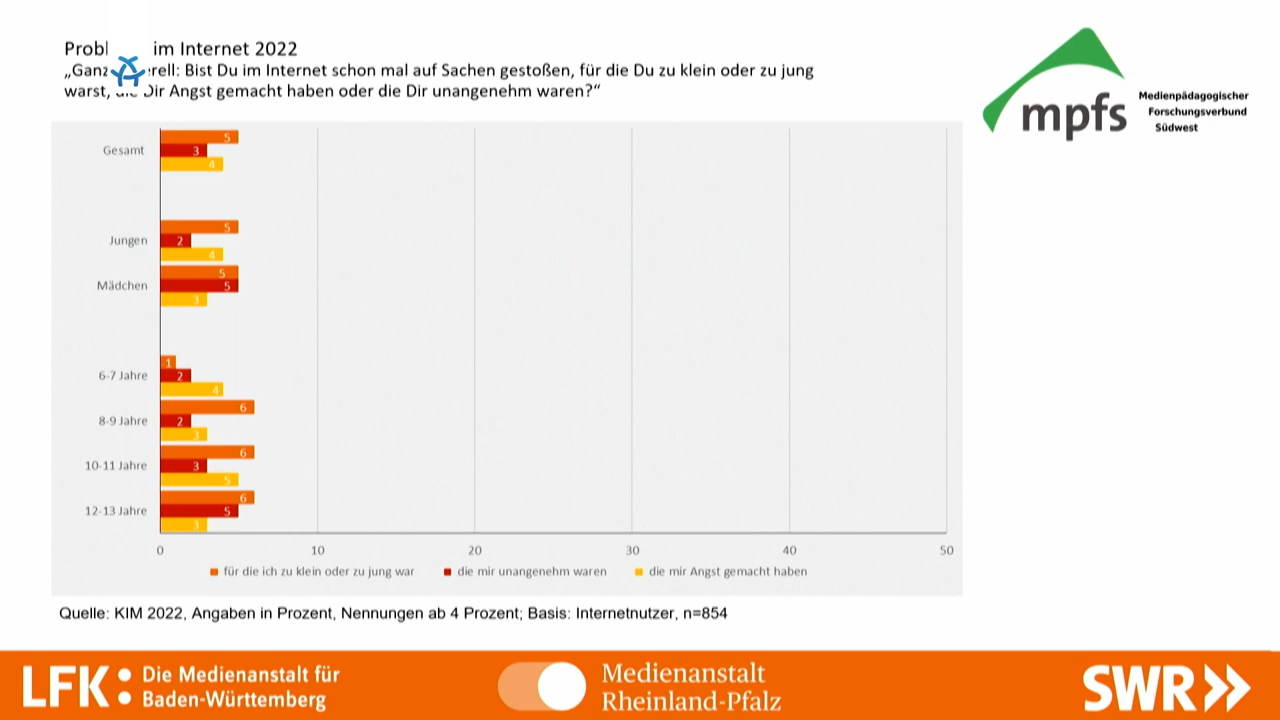 Probl im Internet 2022
„Ganz rell: Bist Du im Internet schon mal auf Sachen gestoßen, für die Du zu klein oder zu jung
warst, Dir Angst gemacht haben oder die Dir unangenehm waren?“
mpfs
Medienpädagogischer
Forschungsverbund
Südwest
Gesamt 5
3
4
Jungen 5
2
4
Mädchen 5
5
3
6-7 Jahre 1
2
4
8-9 Jahre 6
2
3
10-11 Jahre 6
3
5
12-13 Jahre 6
5
3
0 10 20 30 40 50
für die ich zu klein oder zu jung war die mir unangenehm waren die mir Angst gemacht haben
Quelle: KIM 2022, Angaben in Prozent, Nennungen ab 4 Prozent; Basis: Internetnutzer, n=854
LFK: Die Medienanstalt für
Baden-Württemberg
Medienanstalt
Rheinland-Pfalz
SWR